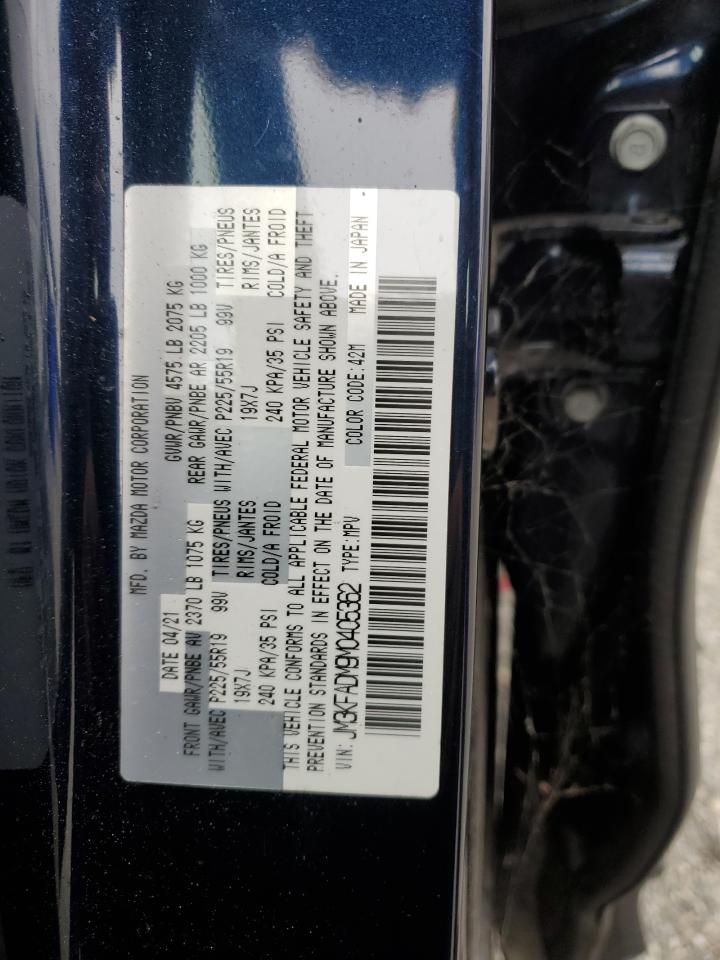 MFD. BY MAZDA MOTOR CORPORATION
DATE 04/21 GVWR/PNBV 4575 LB 2075 KG
FRONT GAWR/PNBE AV 2370 LB 1075 KG REAR GAWR/PNBE AR 2205 LB 1000 KG
WITH/AVEC P225/55R19 99V TIRES/PNEUS WITH/AVEC P225/55R19 99V TIRES/PNEUS
19X7J RIMS/JANTES 19X7J RIMS/JANTES
240 KPA/35 PSI COLD/A FROID 240 KPA/35 PSI COLD/A FROID
THIS VEHICLE CONFORMS TO ALL APPLICABLE FEDERAL MOTOR VEHICLE SAFETY AND THEFT
PREVENTION STANDARDS IN EFFECT ON THE DATE OF MANUFACTURE SHOWN ABOVE.
VIN: JM3KFADM9M0405362 TYPE:MPV COLOR CODE:42M MADE IN JAPAN